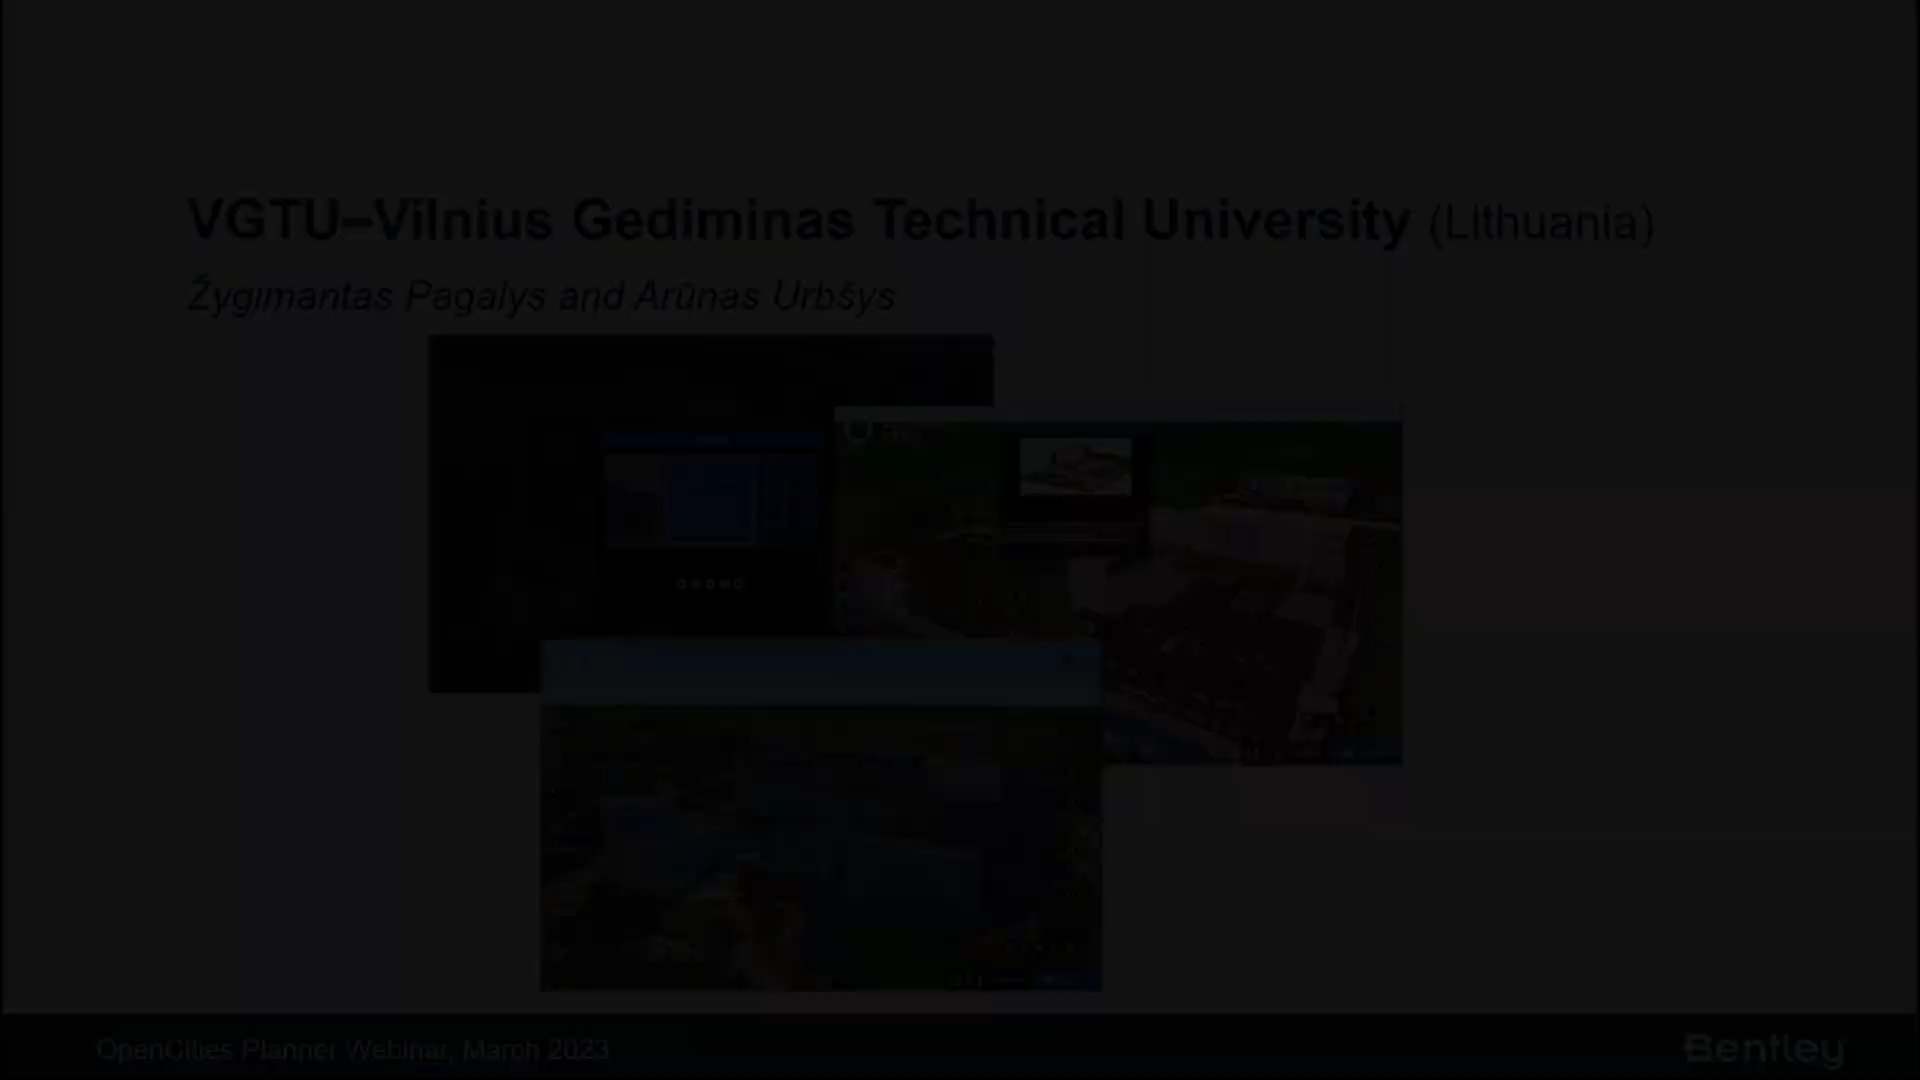 VGTU–Vilnius Gediminas Technical University (Lithuania)
Žygimantas Pagalys and Arūnas Urbšys
OpenCities Planner Webinar, March 2023
Bentley